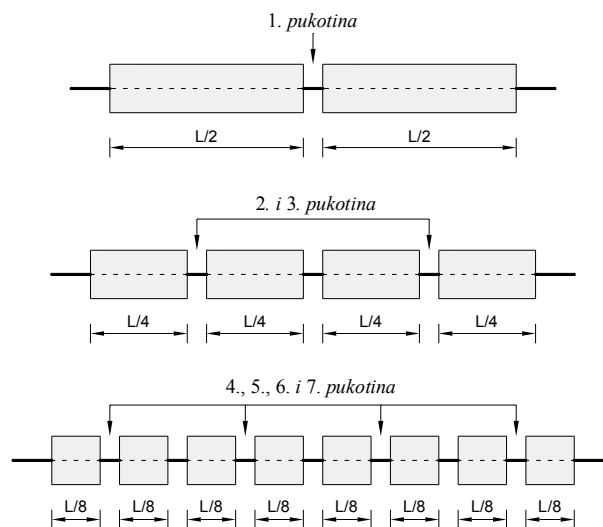 1. pukotina
L/2 L/2
2. i 3. pukotina
L/4 L/4 L/4 L/4
4., 5., 6. i 7. pukotina
L/8 L/8 L/8 L/8 L/8 L/8 L/8 L/8